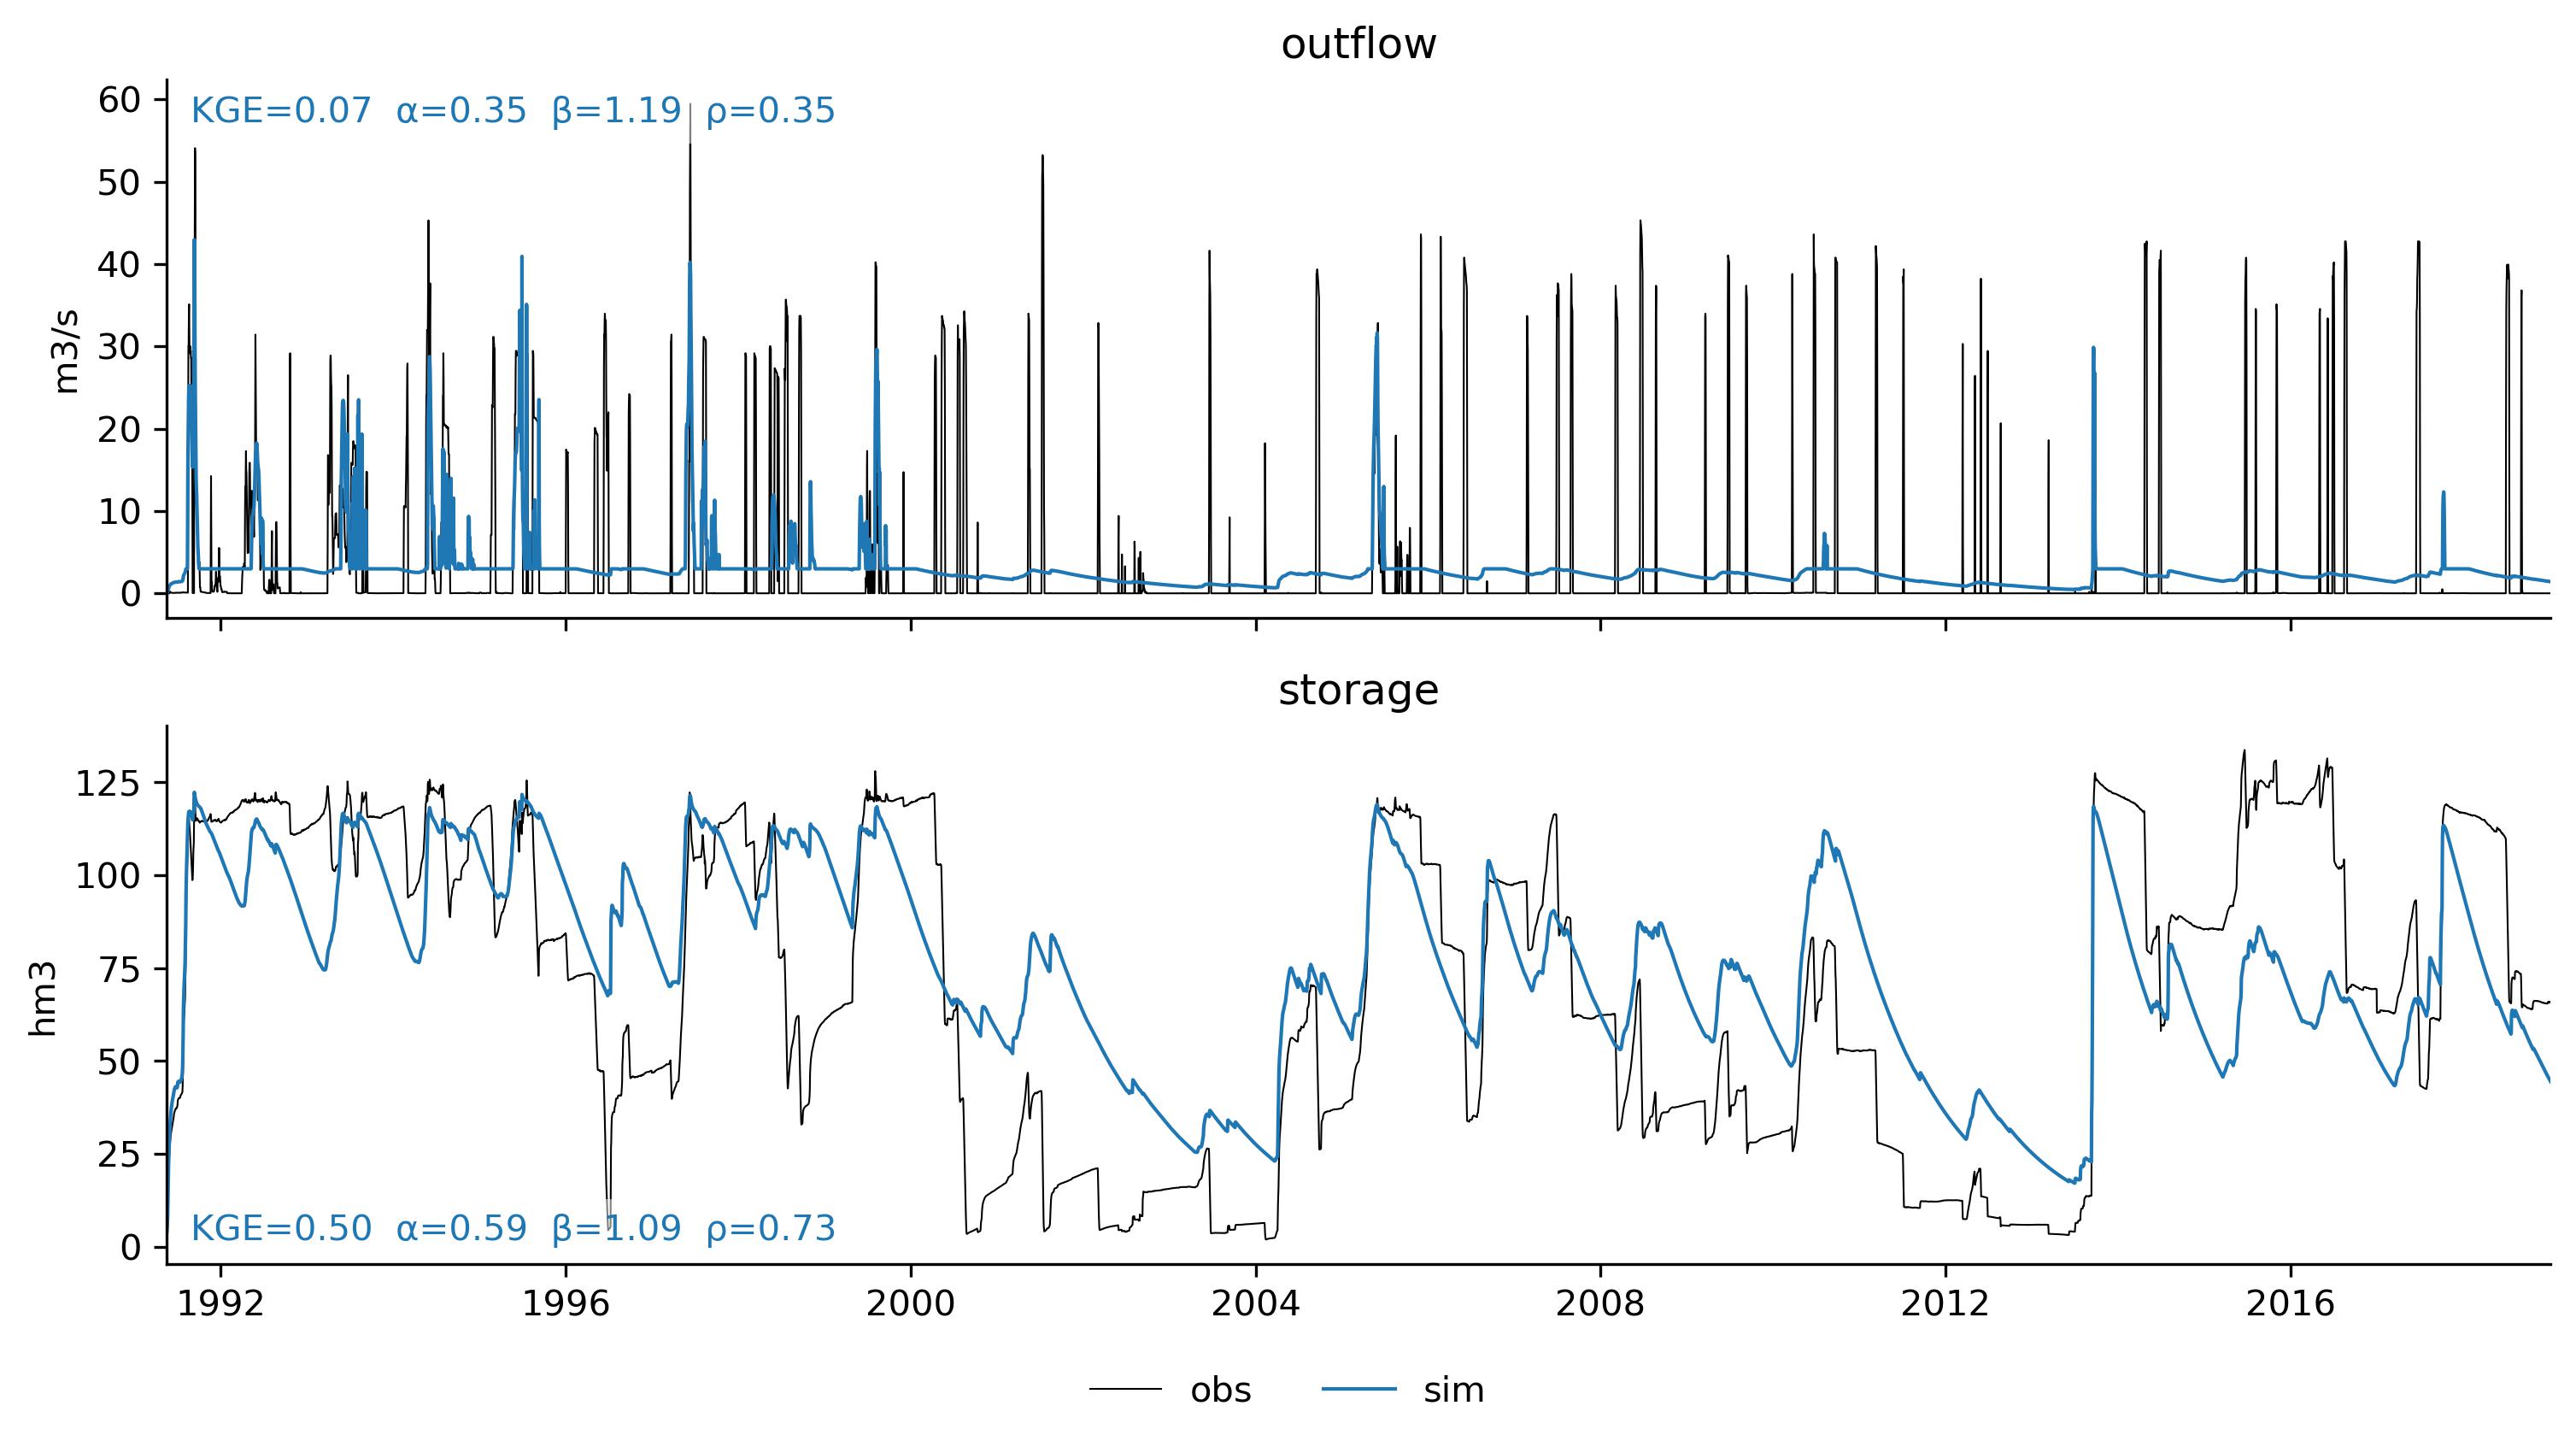 outflow
60
50
40
30
20
10
0
m3/s
KGE=0.07 α=0.35 β=1.19 ρ=0.35
storage
125
100
75
50
25
0
hm3
KGE=0.50 α=0.59 β=1.09 ρ=0.73
1992 1996 2000 2004 2008 2012 2016
obs sim